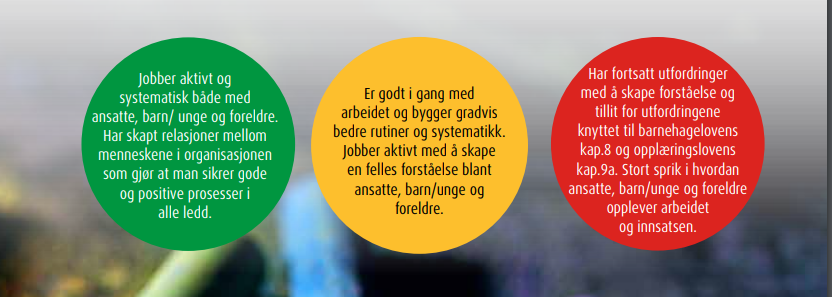 Jobber aktivt og
systematisk både med
ansatte, barn/ unge og foreldre.
Har skapt relasjoner mellom
menneskene i organisasjonen
som gjør at man sikrer gode
og positive prosesser i
alle ledd.
Er godt i gang med
arbeidet og bygger gradvis
bedre rutiner og systematikk.
Jobber aktivt med å skape
en felles forståelse blant
ansatte, barn/unge og
foreldre.
Har fortsatt utfordringer
med å skape forståelse og
tillit for utfordringene
knyttet til barnehagelovens
kap.8 og opplæringslovens
kap.9a. Stort sprik i hvordan
ansatte, barn/unge og foreldre
opplever arbeidet
og innsatsen.